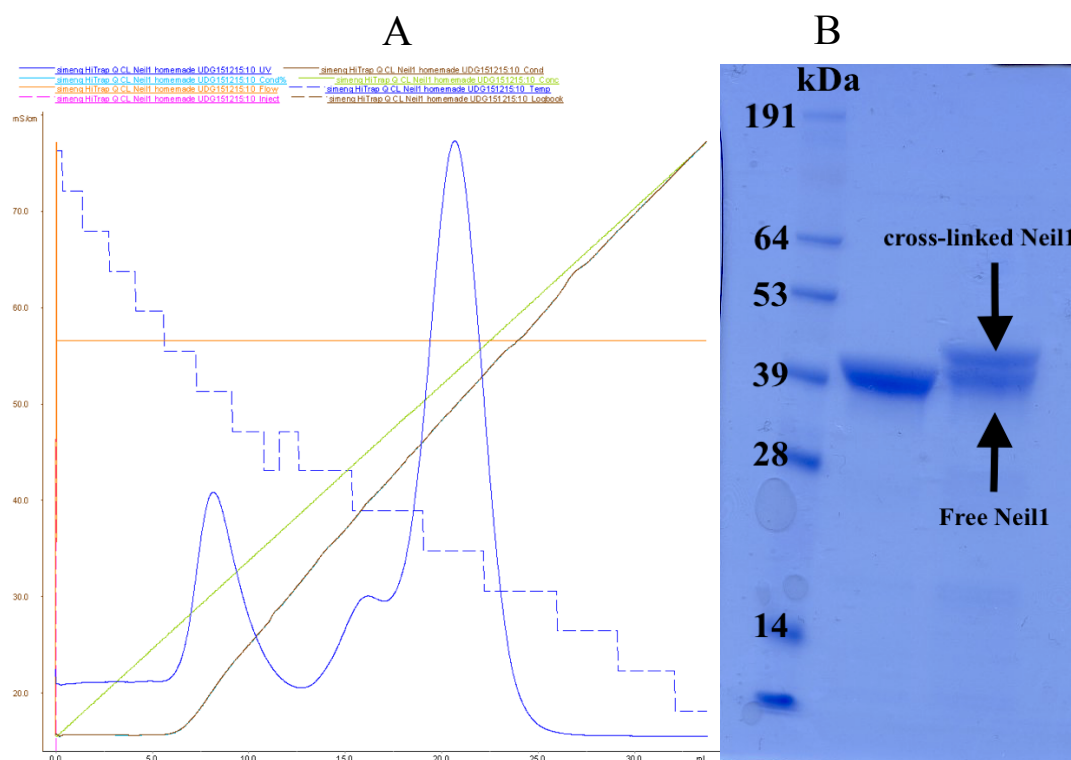 A
B
simeng HiTrap Q CL Neil1 homemade UDG151215:10_UV
simeng HiTrap Q CL Neil1 homemade UDG151215:10_Cond
simeng HiTrap Q CL Neil1 homemade UDG151215:10_Cond%
simeng HiTrap Q CL Neil1 homemade UDG151215:10_Conc
simeng HiTrap Q CL Neil1 homemade UDG151215:10_Flow
simeng HiTrap Q CL Neil1 homemade UDG151215:10_Temp
simeng HiTrap Q CL Neil1 homemade UDG151215:10_Inject
simeng HiTrap Q CL Neil1 homemade UDG151215:10_Logbook
mS/cm
70.0
60.0
50.0
40.0
30.0
20.0
0.0 5.0 10.0 15.0 20.0 25.0 30.0 ml
kDa
191
64
cross-linked Neil1
53
39
28
Free Neil1
14